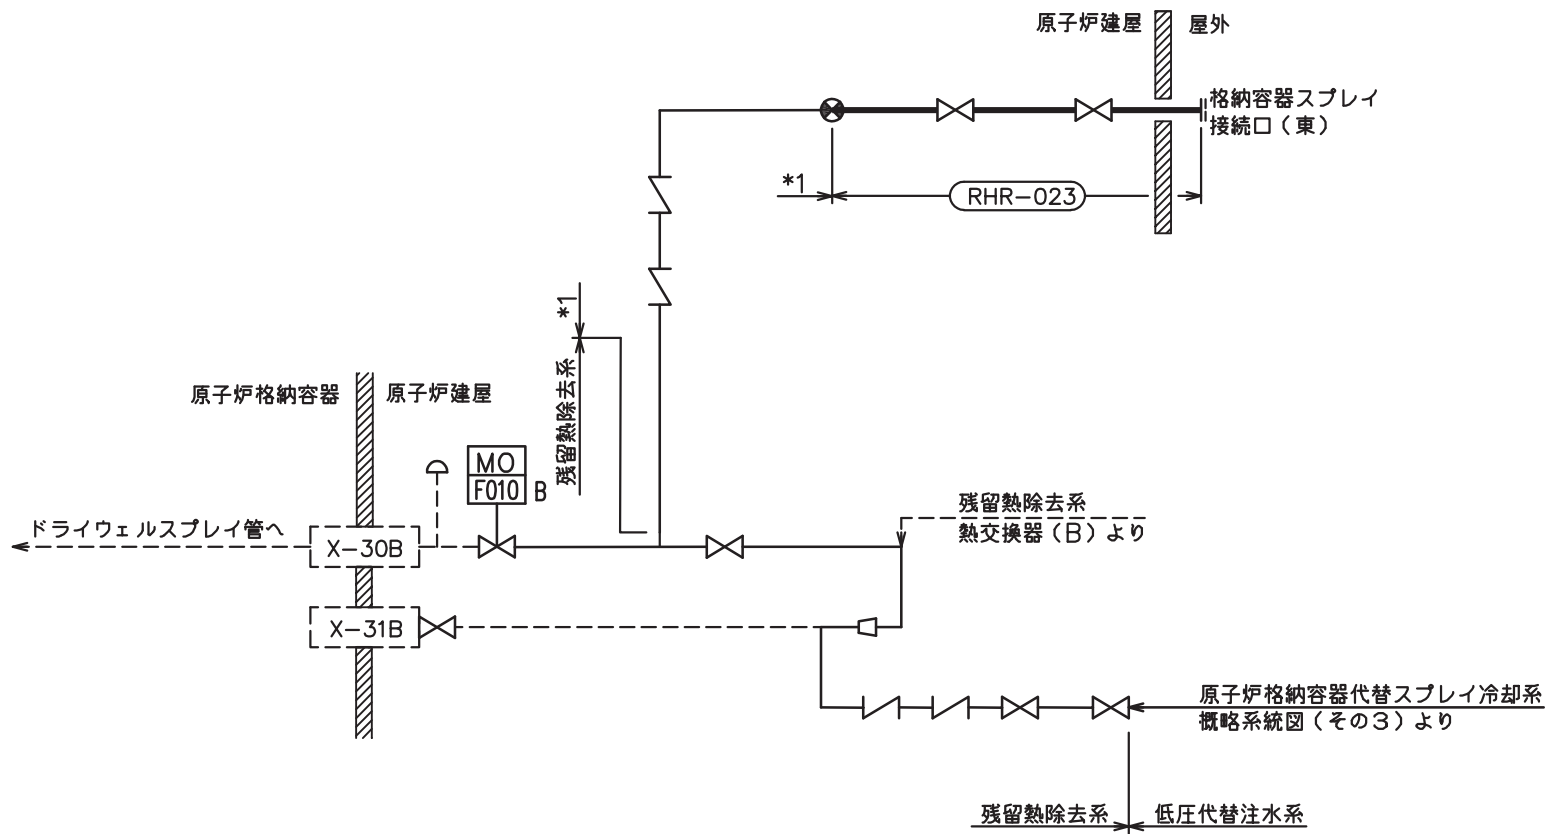 原子炉建屋
屋外
格納容器スプレイ
接続口（東）
*1
RHR-023
*1
残留熱除去系
原子炉格納容器
原子炉建屋
MO
F010
B
ドライウェルスプレイ管へ
X-30B
残留熱除去系
熱交換器（B）より
X-31B
原子炉格納容器代替スプレイ冷却系
概略系統図（その３）より
残留熱除去系
低圧代替注水系